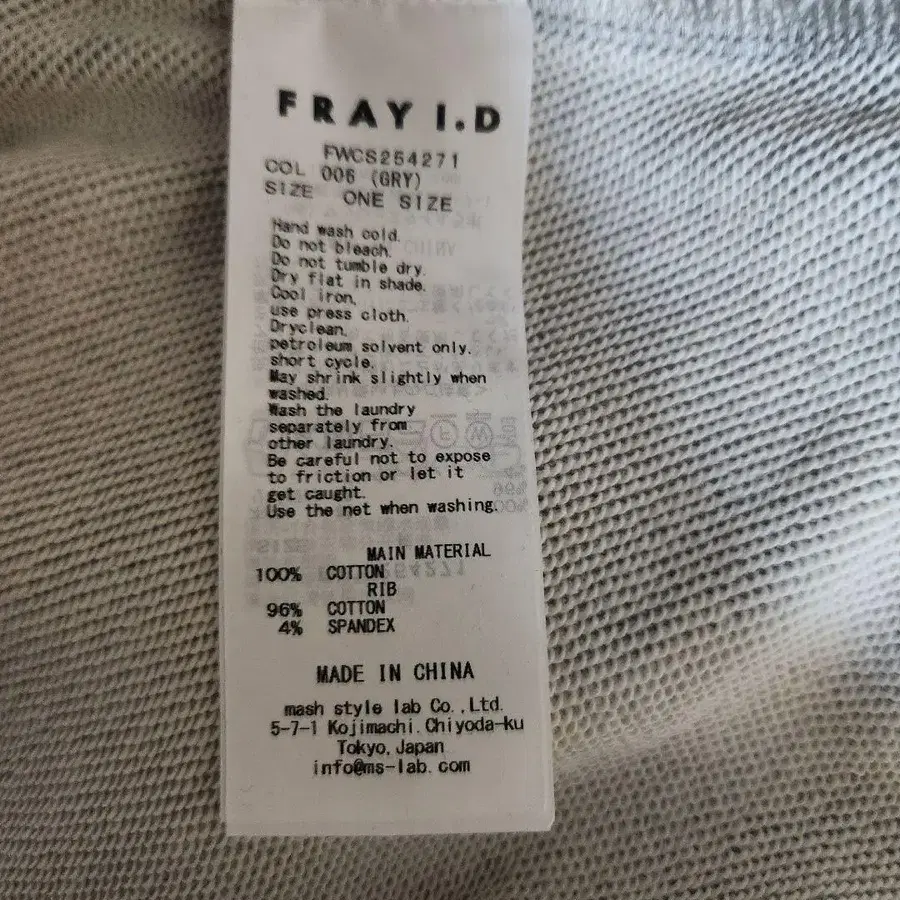 FRAY I.D
FWCS254271
COL 006 (GRY)
SIZE ONE SIZE
Hand wash cold.
Do not bleach.
Do not tumble dry.
Dry flat in shade.
Cool iron,
use press cloth.
Dryclean,
petroleum solvent only.
short cycle.
May shrink slightly when
washed.
Wash the laundry
separately from
other laundry.
Be careful not to expose
to friction or let it
get caught.
Use the net when washing.
MAIN MATERIAL
100% COTTON
RIB
96% COTTON
4% SPANDEX
MADE IN CHINA
mash style lab Co.,Ltd.
5-7-1 Kojimachi.Chiyoda-ku
Tokyo,Japan
info@ms-lab.com